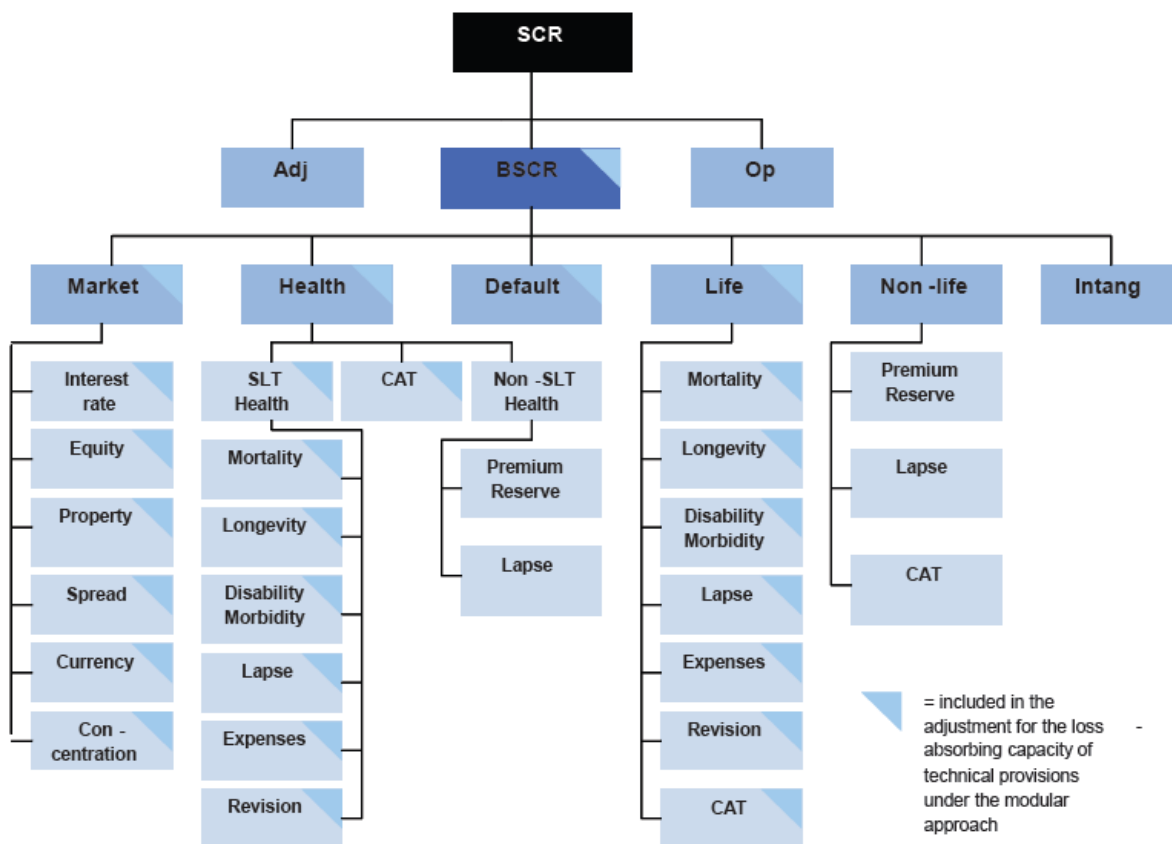 SCR
Adj
BSCR
Op
Market
Health
Default
Life
Non -life
Intang
Interest
rate
Equity
Property
Spread
Currency
Con -
centration
SLT
Health
CAT
Non -SLT
Health
Mortality
Longevity
Disability
Morbidity
Lapse
Expenses
Revision
Premium
Reserve
Lapse
Mortality
Longevity
Disability
Morbidity
Lapse
Expenses
Revision
CAT
Premium
Reserve
Lapse
CAT
= included in the
adjustment for the loss -
absorbing capacity of
technical provisions
under the modular
approach